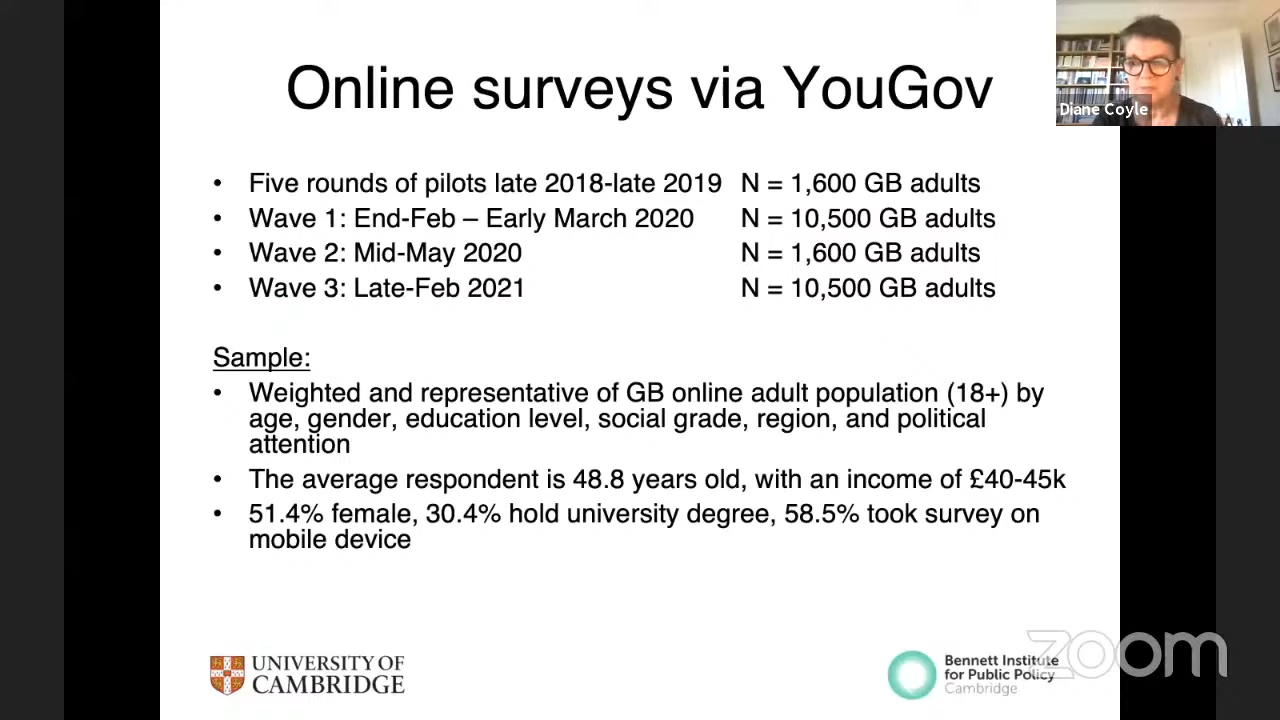 Online surveys via YouGov
Diane Coyle
• Five rounds of pilots late 2018-late 2019 N = 1,600 GB adults
• Wave 1: End-Feb – Early March 2020 N = 10,500 GB adults
• Wave 2: Mid-May 2020 N = 1,600 GB adults
• Wave 3: Late-Feb 2021 N = 10,500 GB adults
Sample:
• Weighted and representative of GB online adult population (18+) by
age, gender, education level, social grade, region, and political
attention
• The average respondent is 48.8 years old, with an income of £40-45k
• 51.4% female, 30.4% hold university degree, 58.5% took survey on
mobile device
UNIVERSITY OF
CAMBRIDGE
Bennett Institute
for Public Policy
Cambridge
zoom